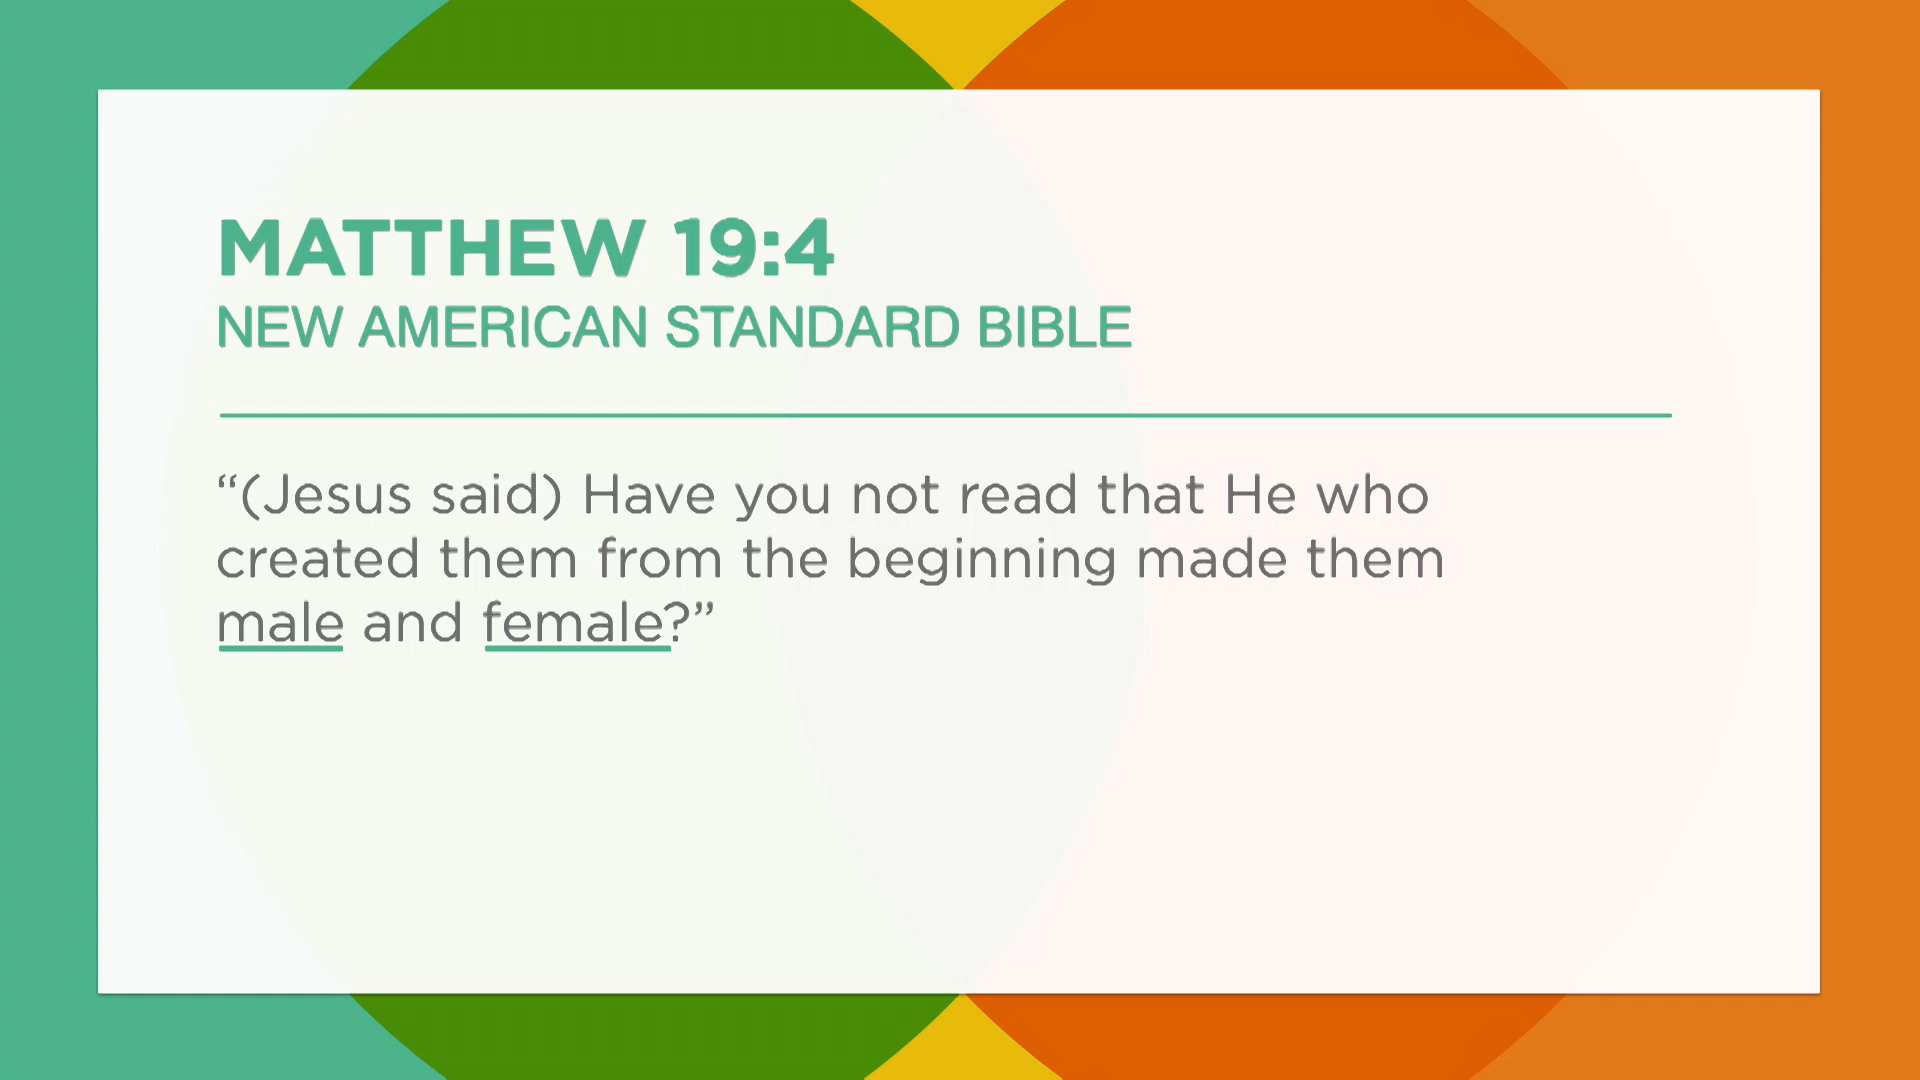 MATTHEW 19:4
NEW AMERICAN STANDARD BIBLE
“(Jesus said) Have you not read that He who
created them from the beginning made them
male and female?”